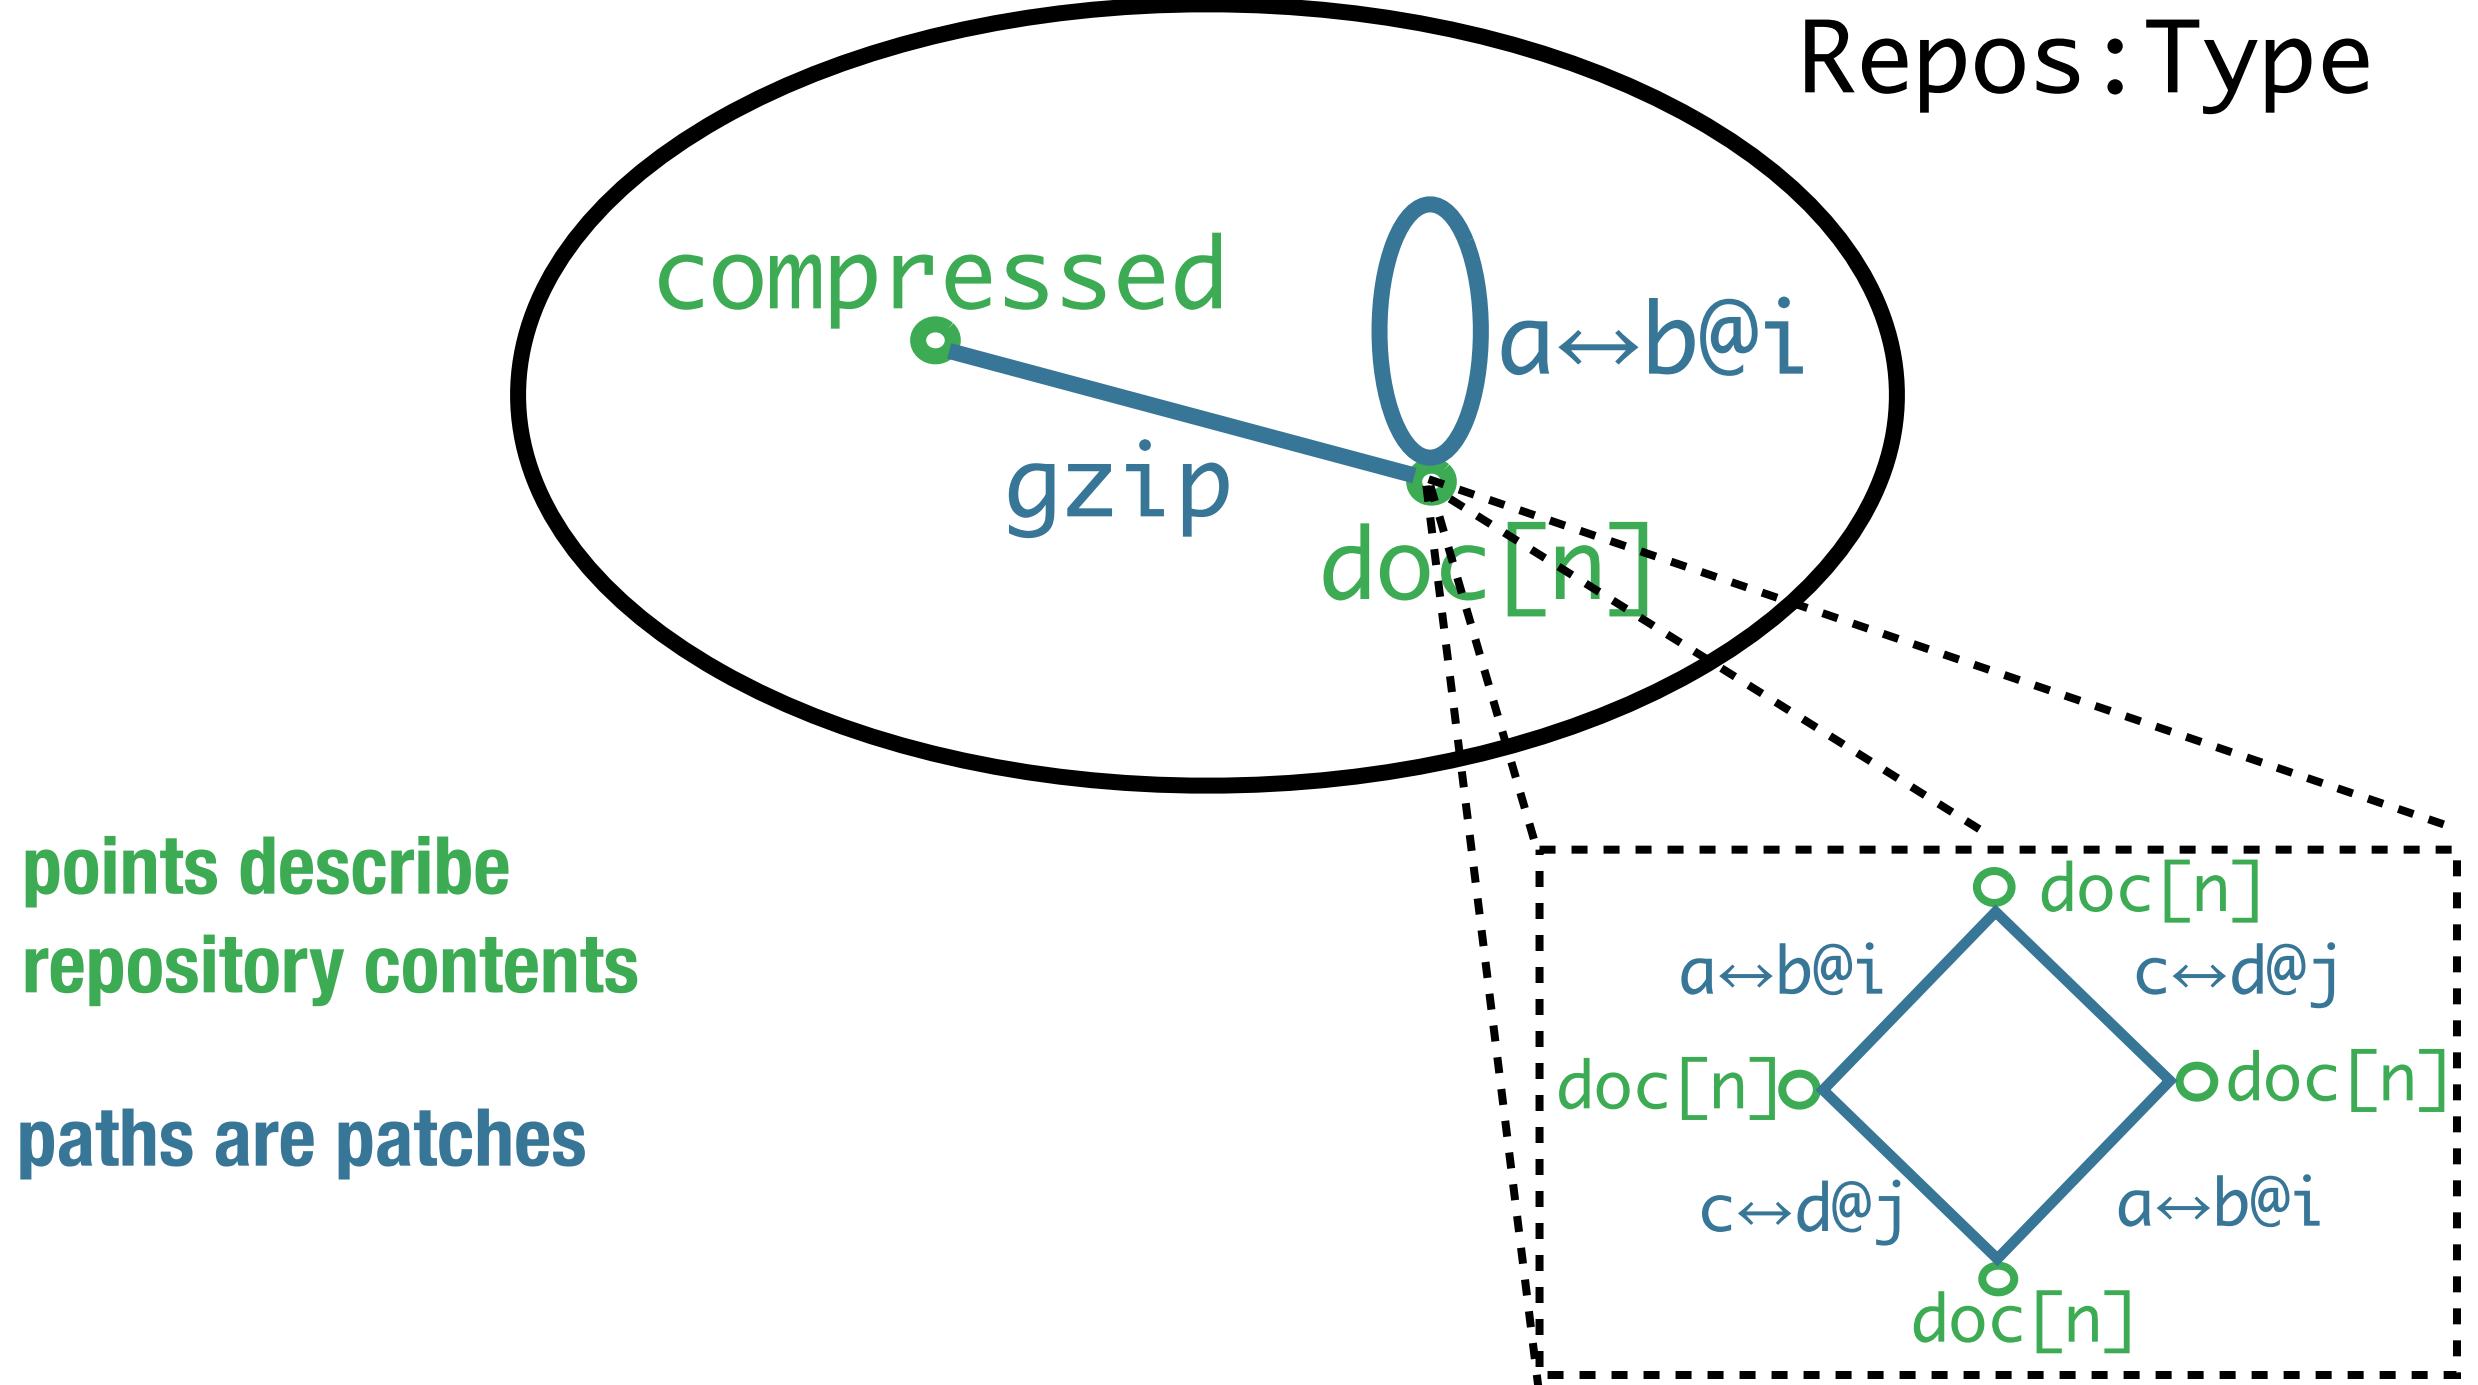 Repos:Type
compressed
a↔b@i
gzip
doc[n]
points describe
repository contents
paths are patches
doc[n]
a↔b@i
c↔d@j
doc[n]
doc[n]
c↔d@j
a↔b@i
doc[n]